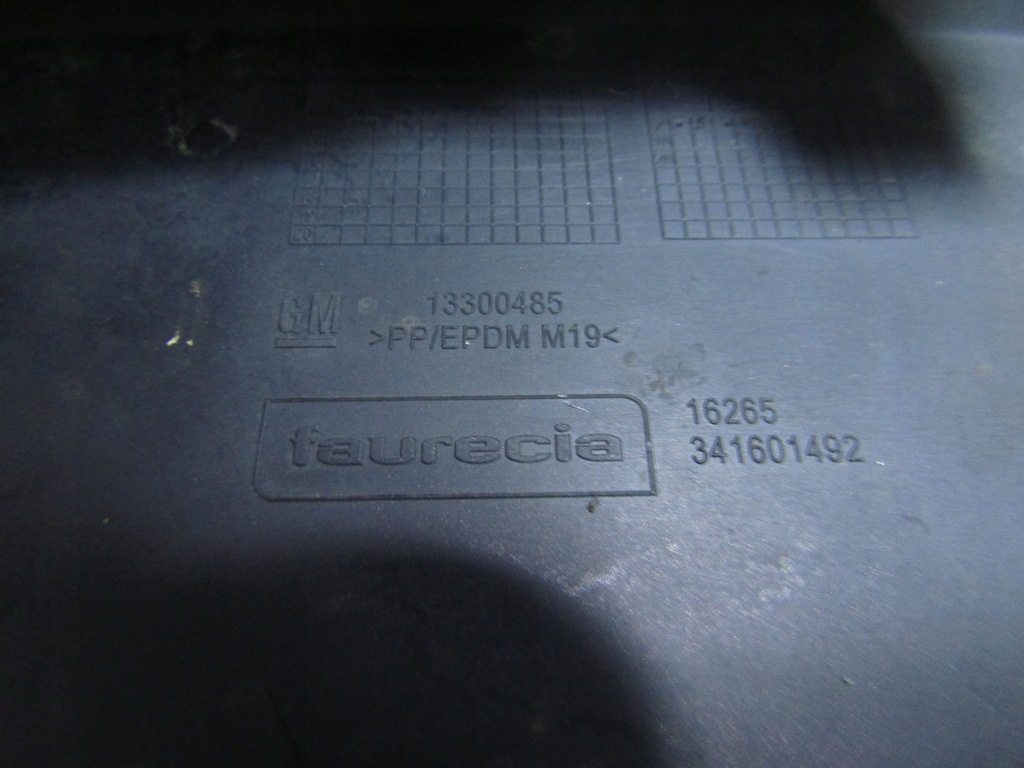 GM
13300485
>PP/EPDM M19<
faurecia
16265
341601492